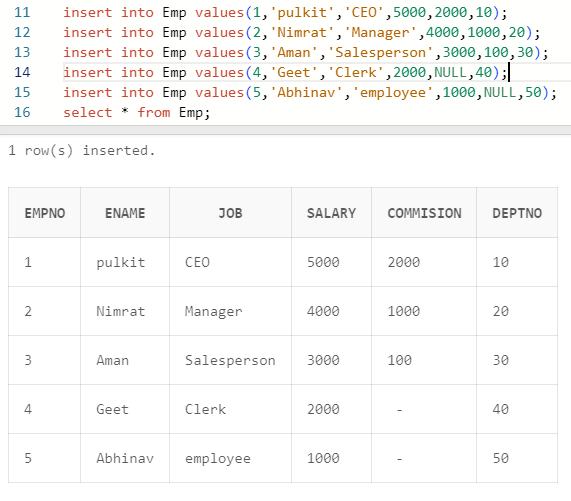 11 insert into Emp values(1,'pulkit','CEO',5000,2000,10);
12 insert into Emp values(2,'Nimrat','Manager',4000,1000,20);
13 insert into Emp values(3,'Aman','Salesperson',3000,100,30);
14 insert into Emp values(4,'Geet','Clerk',2000,NULL,40);
15 insert into Emp values(5,'Abhinav','employee',1000,NULL,50);
16 select * from Emp;
1 row(s) inserted.
EMPNO ENAME JOB SALARY COMMISION DEPTNO
1 pulkit CEO 5000 2000 10
2 Nimrat Manager 4000 1000 20
3 Aman Salesperson 3000 100 30
4 Geet Clerk 2000 - 40
5 Abhinav employee 1000 - 50